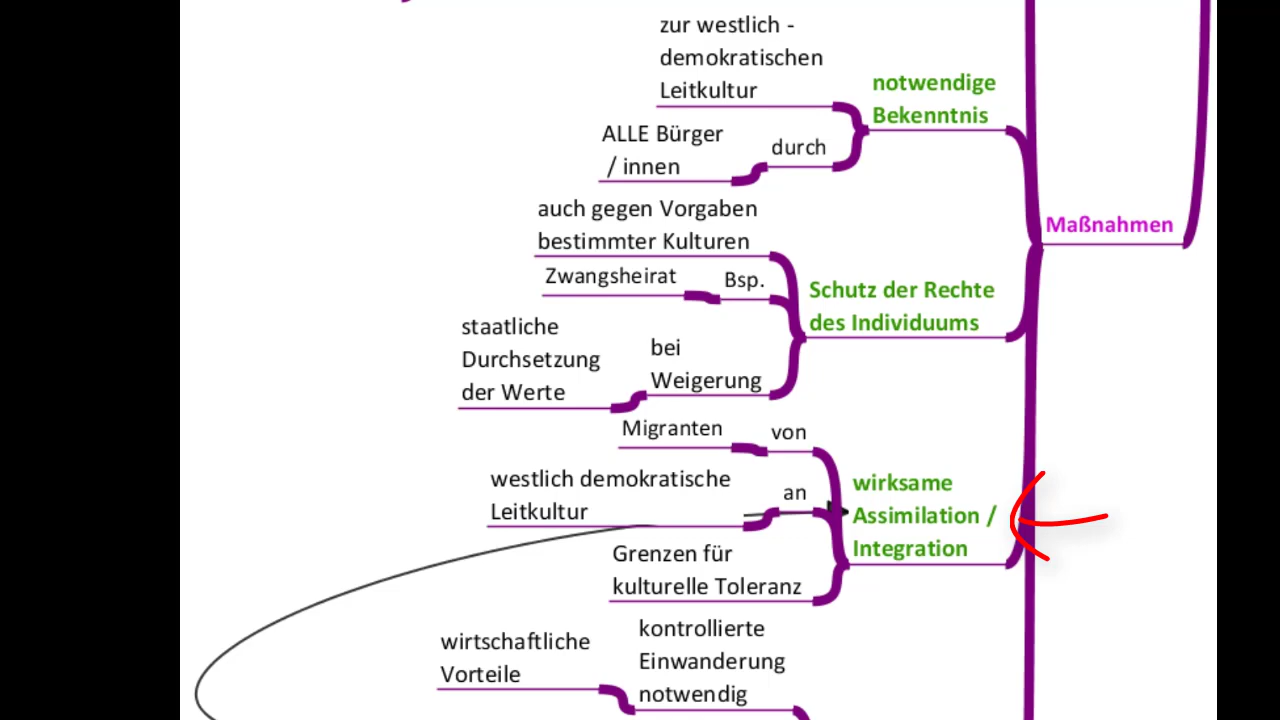 zur westlich -
demokratischen
Leitkultur
notwendige
Bekenntnis
ALLE Bürger
/ innen
durch
Maßnahmen
auch gegen Vorgaben
bestimmter Kulturen
Zwangsheirat
Bsp.
Schutz der Rechte
des Individuums
staatliche
Durchsetzung
der Werte
bei
Weigerung
Migranten
von
westlich demokratische
Leitkultur
an
wirksame
Assimilation /
Integration
Grenzen für
kulturelle Toleranz
wirtschaftliche
Vorteile
kontrollierte
Einwanderung
notwendig